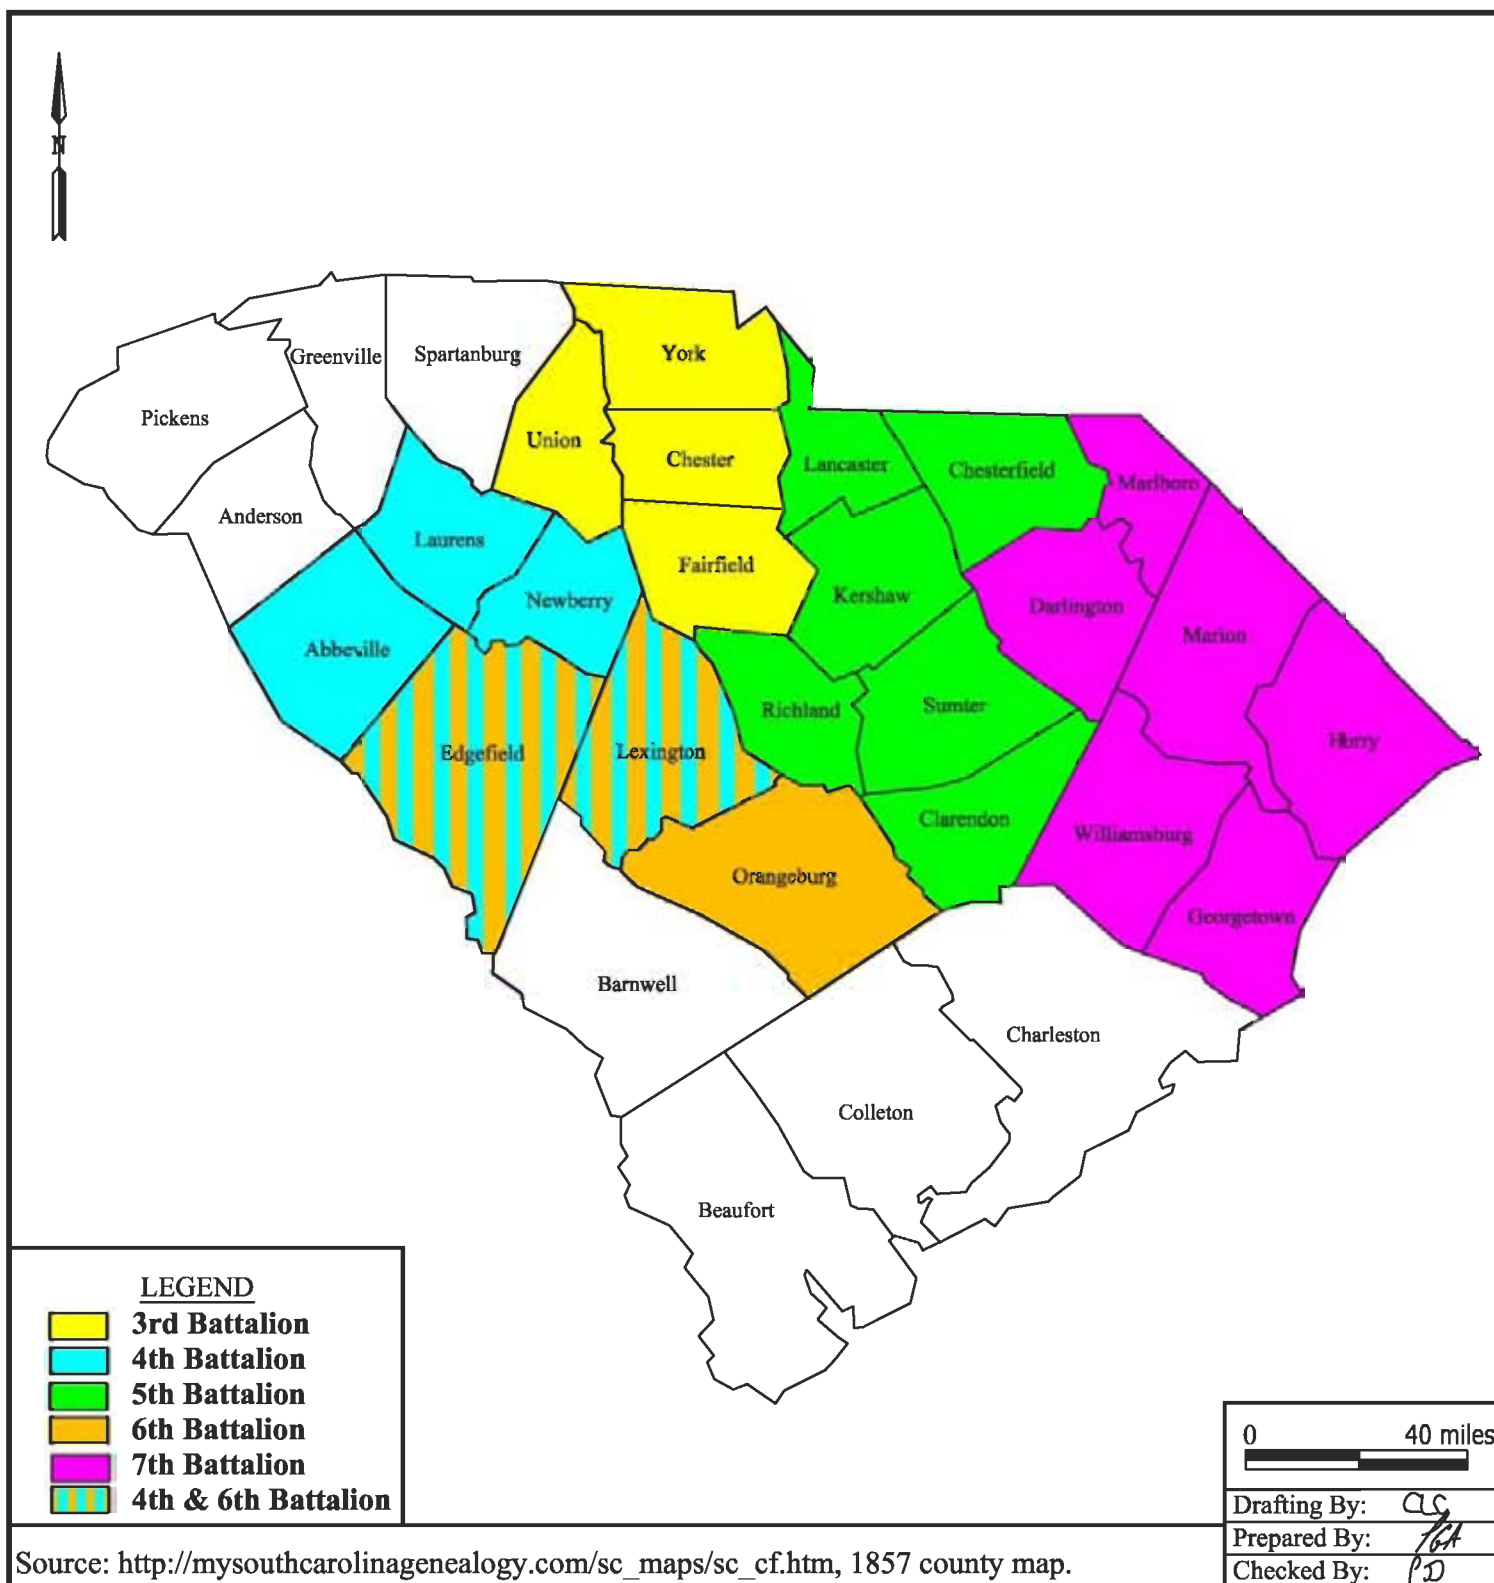 N
York
Greenville
Spartanburg
Pickens
Union
Chester
Lancaster
Chesterfield
Marlboro
Anderson
Laurens
Fairfield
Newberry
Kershaw
Darlington
Marion
Abbeville
Richland
Sumter
Edgefield
Lexington
Horry
Clarendon
Williamsburg
Orangeburg
Georgetown
Barnwell
Charleston
Colleton
Beaufort
LEGEND
3rd Battalion
4th Battalion
5th Battalion
6th Battalion
7th Battalion
4th & 6th Battalion
0 40 miles
Drafting By: CLC
Prepared By:
Checked By: PD
Source: http://mysouthcarolinagenealogy.com/sc_maps/sc_cf.htm, 1857 county map.